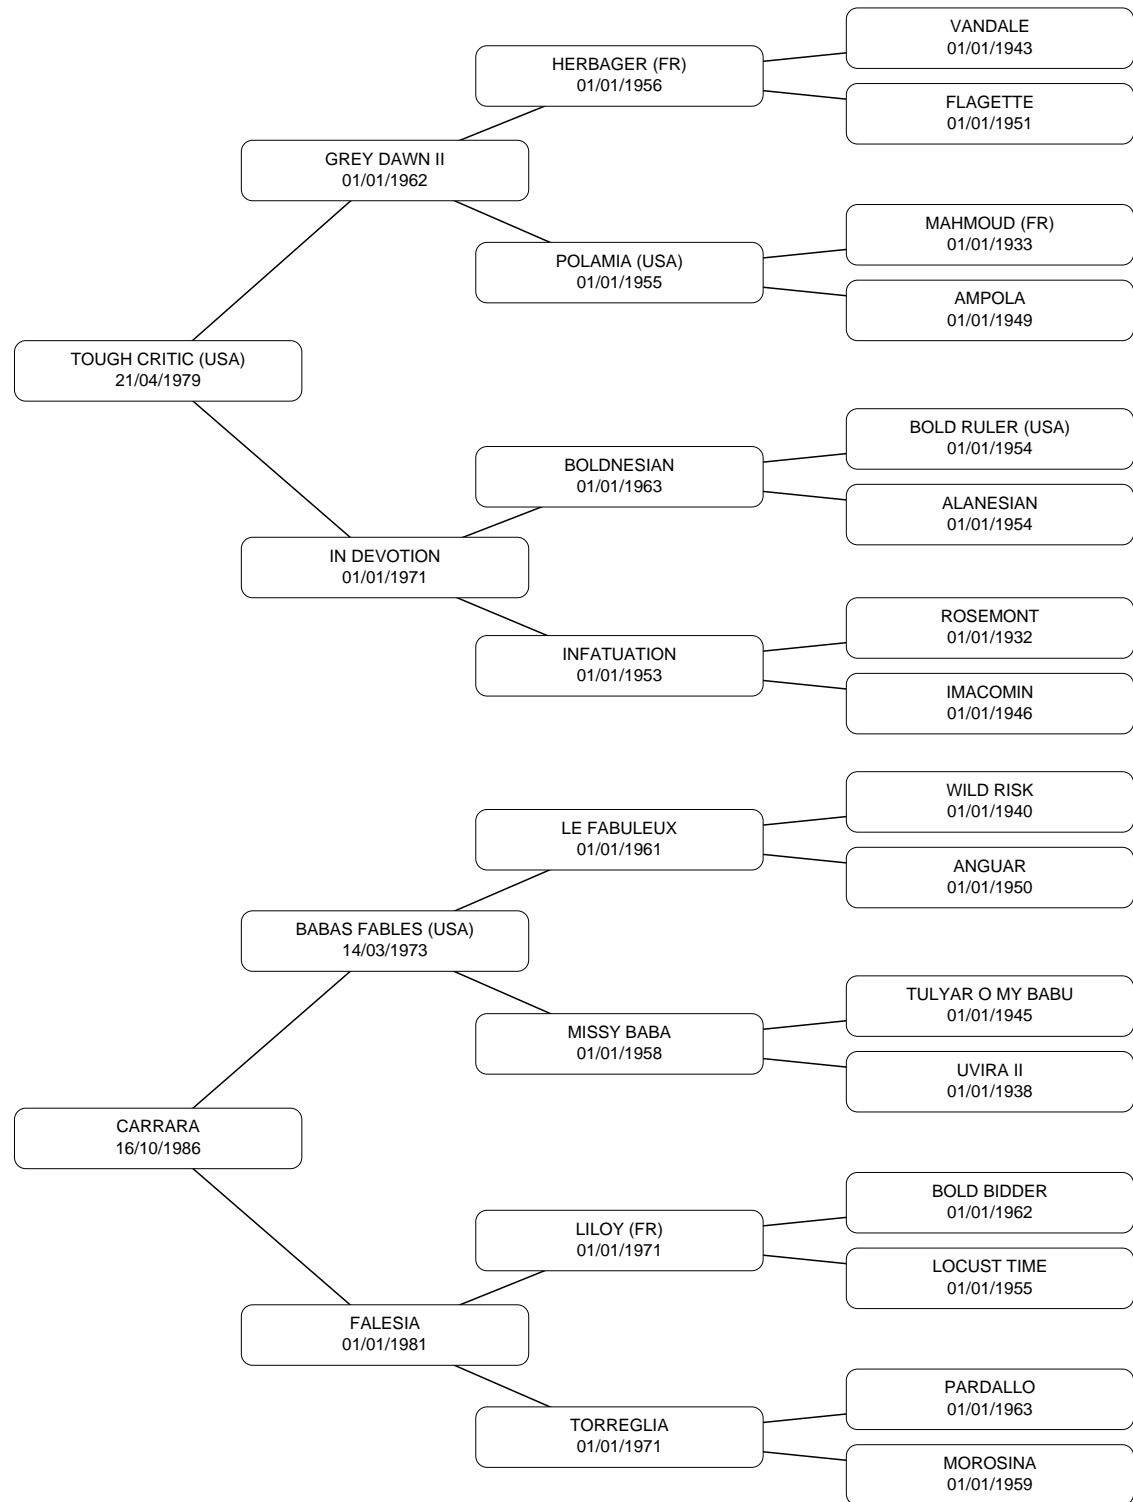 VANDALE
01/01/1943
HERBAGER (FR)
01/01/1956
FLAGETTE
01/01/1951
GREY DAWN II
01/01/1962
MAHMOUD (FR)
01/01/1933
POLAMIA (USA)
01/01/1955
AMPOLA
01/01/1949
TOUGH CRITIC (USA)
21/04/1979
BOLD RULER (USA)
01/01/1954
BOLDNESIAN
01/01/1963
ALANESIAN
01/01/1954
IN DEVOTION
01/01/1971
ROSEMONT
01/01/1932
INFATUATION
01/01/1953
IMACOMIN
01/01/1946
WILD RISK
01/01/1940
LE FABULEUX
01/01/1961
ANGUAR
01/01/1950
BABAS FABLES (USA)
14/03/1973
TULYAR O MY BABU
01/01/1945
MISSY BABA
01/01/1958
UVIRA II
01/01/1938
CARRARA
16/10/1986
BOLD BIDDER
01/01/1962
LILOY (FR)
01/01/1971
LOCUST TIME
01/01/1955
FALESIA
01/01/1981
PARDALLO
01/01/1963
TORREGLIA
01/01/1971
MOROSINA
01/01/1959